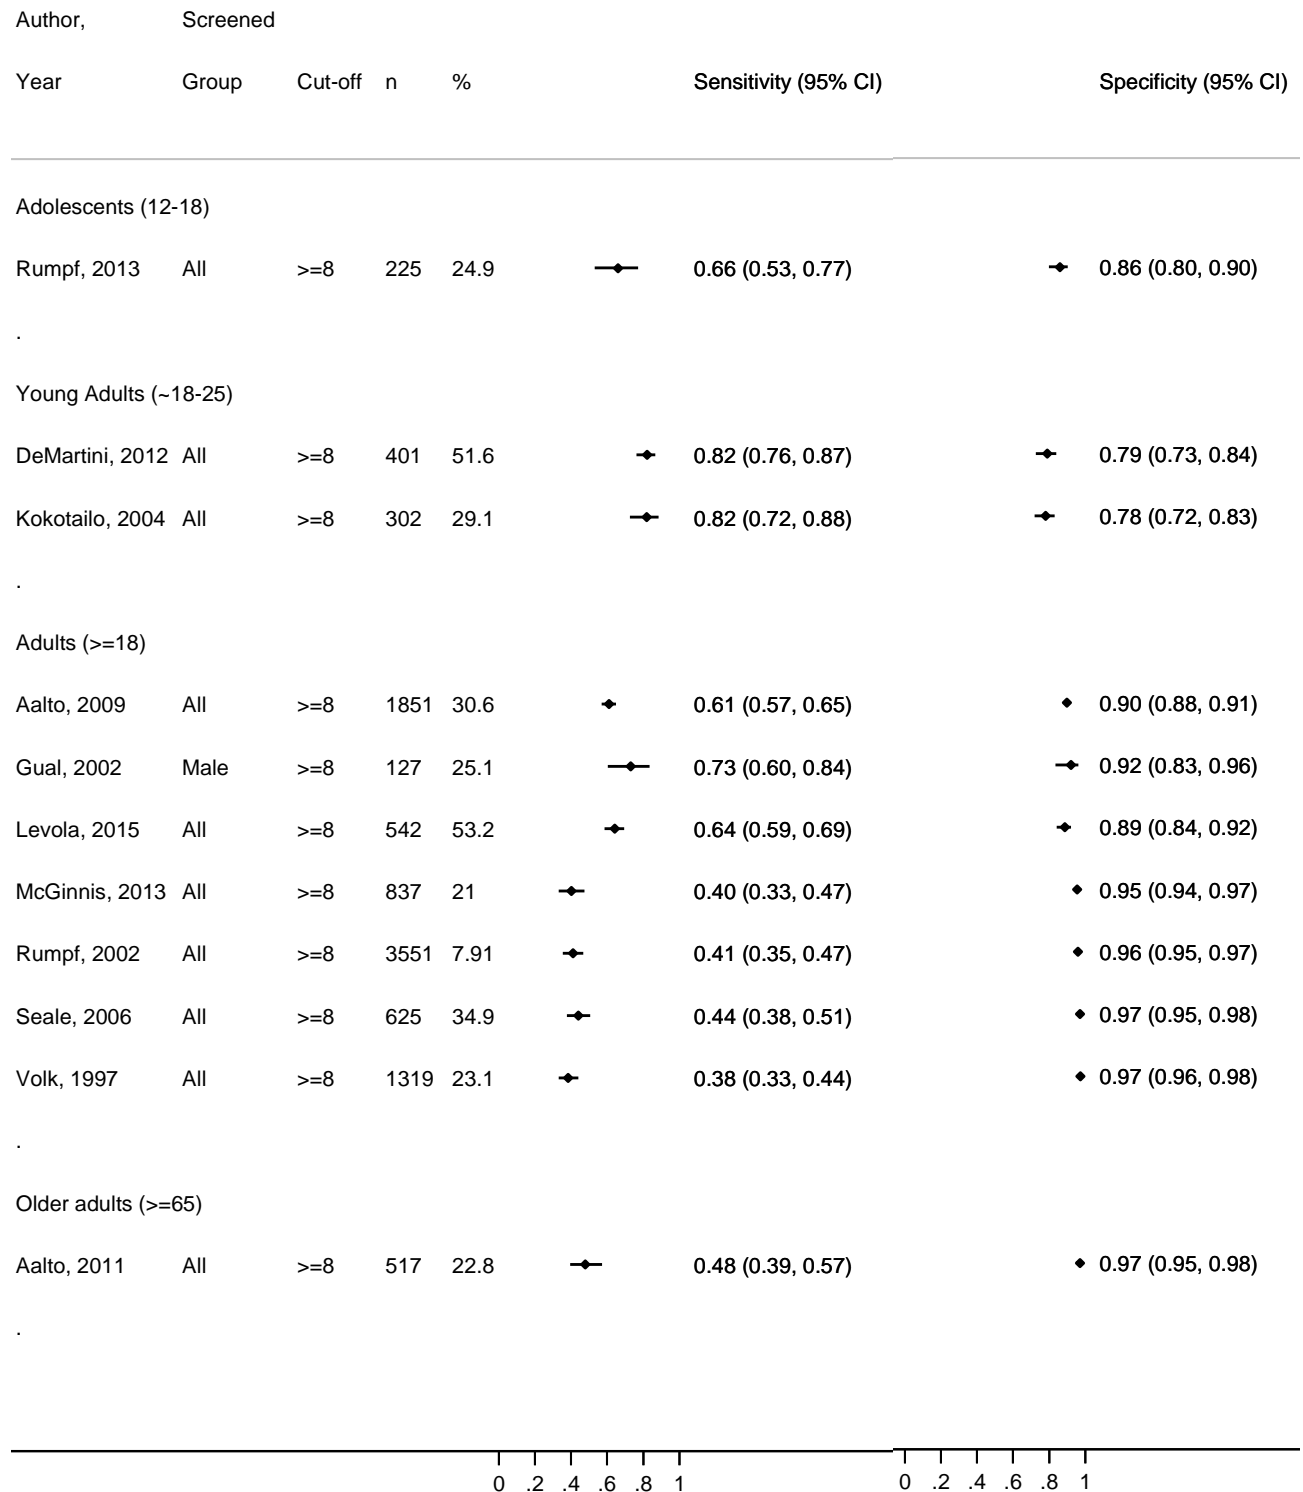 Author, Screened
Year Group Cut-off n % Sensitivity (95% CI) Specificity (95% CI)
Adolescents (12-18)
Rumpf, 2013 All >=8 225 24.9 0.66 (0.53, 0.77) 0.86 (0.80, 0.90)
.
Young Adults (~18-25)
DeMartini, 2012 All >=8 401 51.6 0.82 (0.76, 0.87) 0.79 (0.73, 0.84)
Kokotailo, 2004 All >=8 302 29.1 0.82 (0.72, 0.88) 0.78 (0.72, 0.83)
.
Adults (>=18)
Aalto, 2009 All >=8 1851 30.6 0.61 (0.57, 0.65) 0.90 (0.88, 0.91)
Gual, 2002 Male >=8 127 25.1 0.73 (0.60, 0.84) 0.92 (0.83, 0.96)
Levola, 2015 All >=8 542 53.2 0.64 (0.59, 0.69) 0.89 (0.84, 0.92)
McGinnis, 2013 All >=8 837 21 0.40 (0.33, 0.47) 0.95 (0.94, 0.97)
Rumpf, 2002 All >=8 3551 7.91 0.41 (0.35, 0.47) 0.96 (0.95, 0.97)
Seale, 2006 All >=8 625 34.9 0.44 (0.38, 0.51) 0.97 (0.95, 0.98)
Volk, 1997 All >=8 1319 23.1 0.38 (0.33, 0.44) 0.97 (0.96, 0.98)
.
Older adults (>=65)
Aalto, 2011 All >=8 517 22.8 0.48 (0.39, 0.57) 0.97 (0.95, 0.98)
.
0 .2 .4 .6 .8 1 0 .2 .4 .6 .8 1